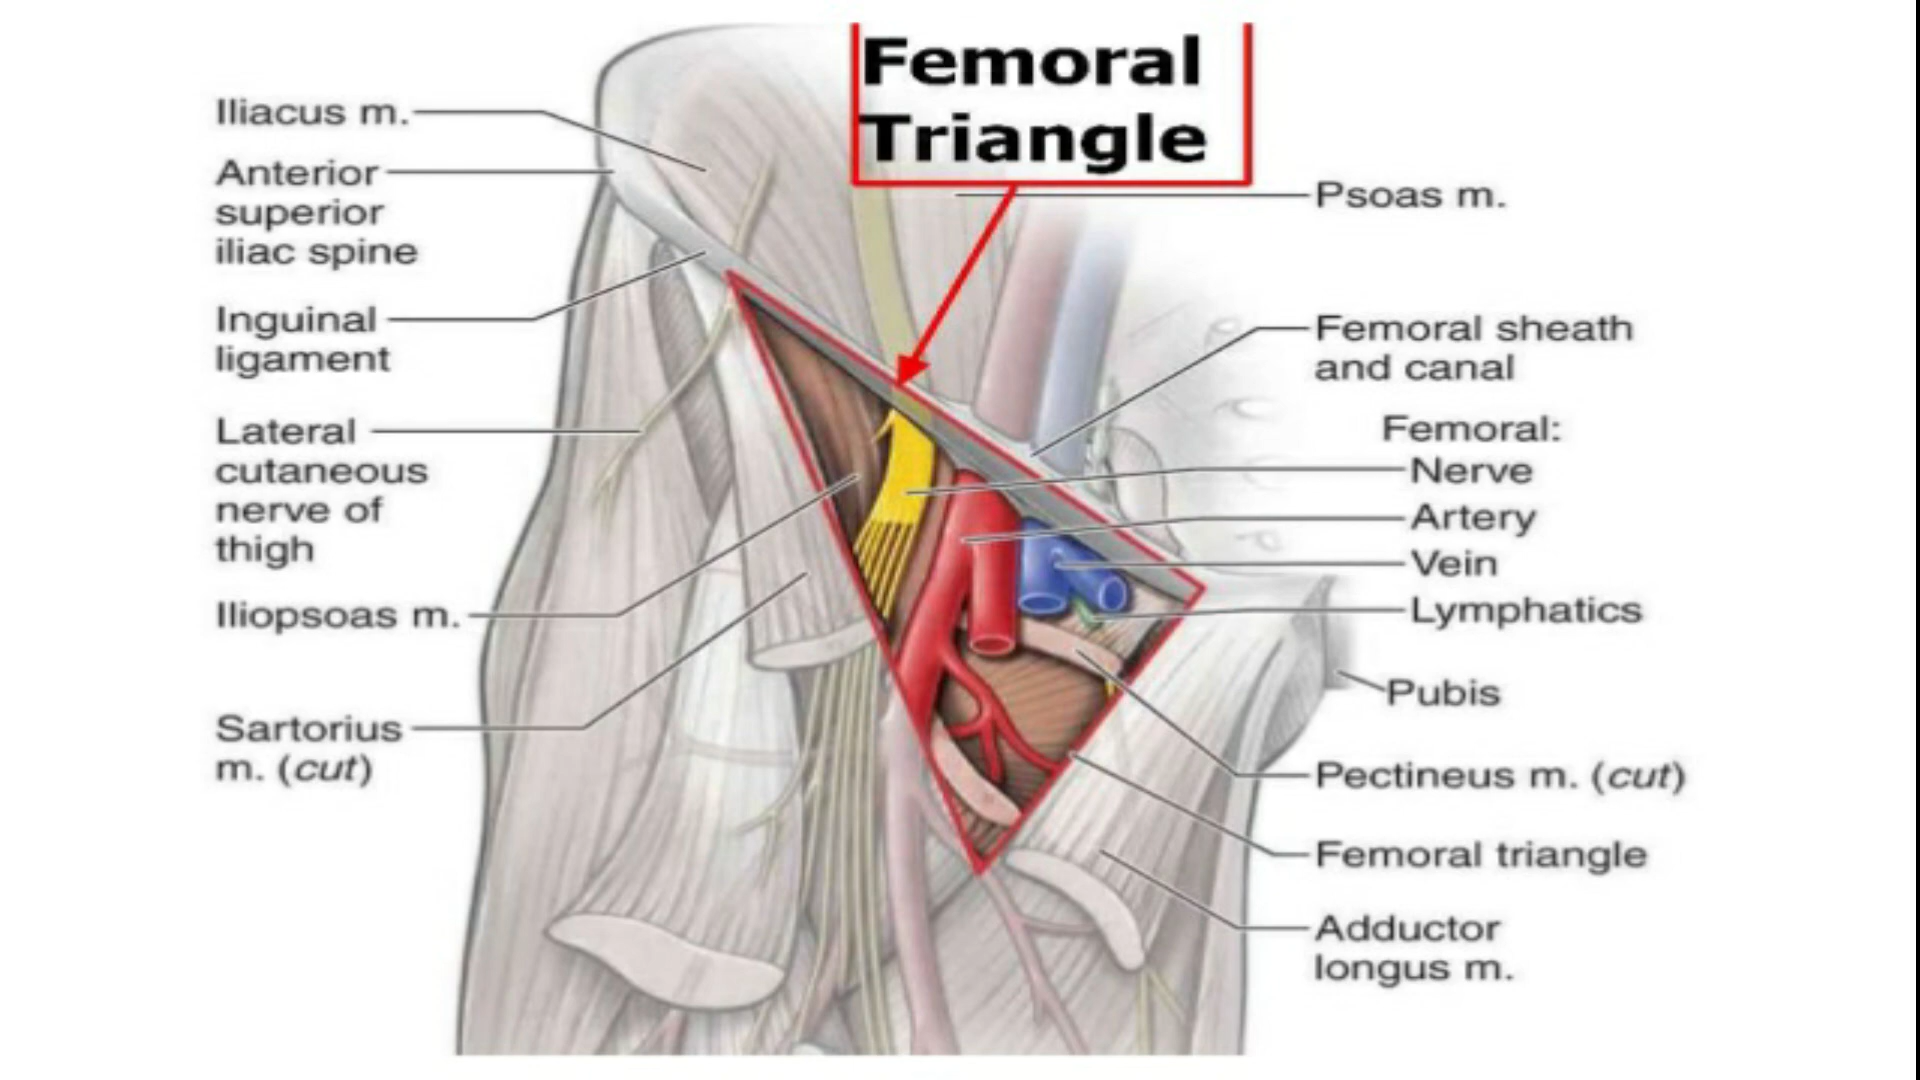 Femoral
Triangle
Iliacus m.
Anterior
superior
iliac spine
Inguinal
ligament
Lateral
cutaneous
nerve of
thigh
Iliopsoas m.
Sartorius
m. (cut)
Psoas m.
Femoral sheath
and canal
Femoral:
Nerve
Artery
Vein
Lymphatics
Pubis
Pectineus m. (cut)
Femoral triangle
Adductor
longus m.